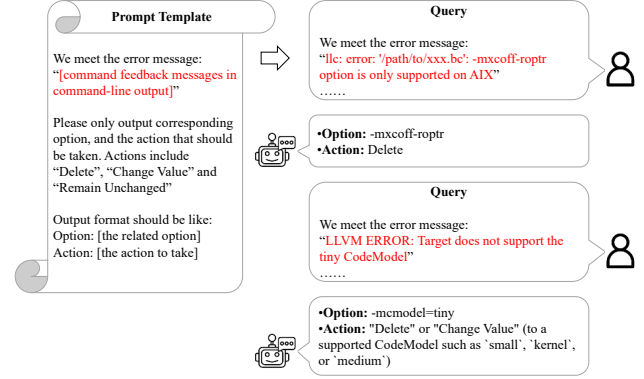 Prompt Template
We meet the error message:
“[command feedback messages in
command-line output]”
Please only output corresponding
option, and the action that should
be taken. Actions include
“Delete”, “Change Value” and
“Remain Unchanged”
Output format should be like:
Option: [the related option]
Action: [the action to take]
Query
We meet the error message:
“llc: error: '/path/to/xxx.bc': -mxcoff-roptr
option is only supported on AIX”
……
•Option: -mxcoff-roptr
•Action: Delete
Query
We meet the error message:
“LLVM ERROR: Target does not support the
tiny CodeModel”
……
•Option: -mcmodel=tiny
•Action: "Delete" or "Change Value" (to a
supported CodeModel such as `small`, `kernel`,
or `medium`)